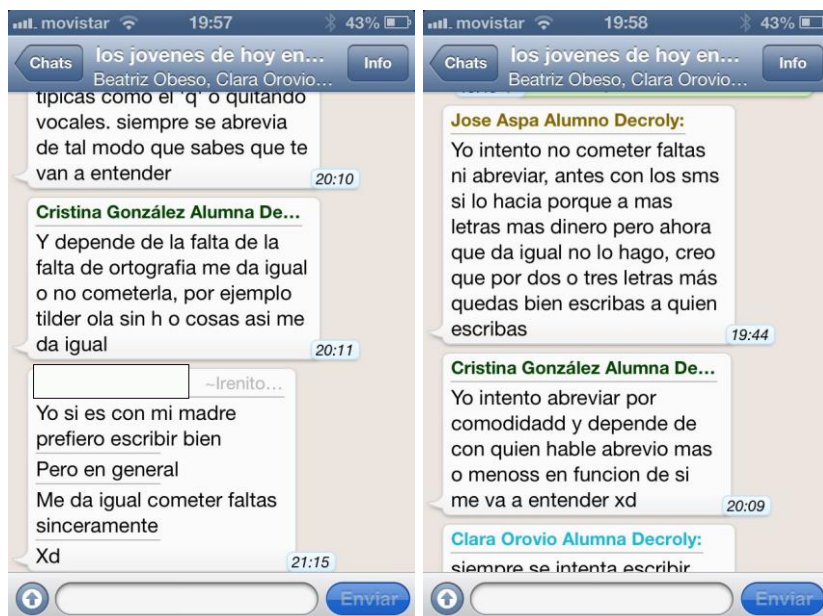 movistar 19:57 43%
Chats los jovenes de hoy en... Info
Beatriz Obeso, Clara Orovio...
típicas como el 'q' o quitando
vocales. siempre se abrevia
de tal modo que sabes que te
van a entender
20:10
Cristina González Alumna De...
Y depende de la falta de la
falta de ortografia me da igual
o no cometerla, por ejemplo
tilder ola sin h o cosas asi me
da igual
20:11
~Irenito...
Yo si es con mi madre
prefiero escribir bien
Pero en general
Me da igual cometer faltas
sinceramente
Xd
21:15
Enviar
movistar 19:58 43%
Chats los jovenes de hoy en... Info
Beatriz Obeso, Clara Orovio...
Jose Aspa Alumno Decroly:
Yo intento no cometer faltas
ni abreviar, antes con los sms
si lo hacia porque a mas
letras mas dinero pero ahora
que da igual no lo hago, creo
que por dos o tres letras más
quedas bien escribas a quien
escribas
19:44
Cristina González Alumna De...
Yo intento abreviar por
comodidadd y depende de
con quien hable abrevio mas
o menoss en funcion de si
me va a entender xd
20:09
Clara Orovio Alumna Decroly:
siempre se intenta escribir
Enviar